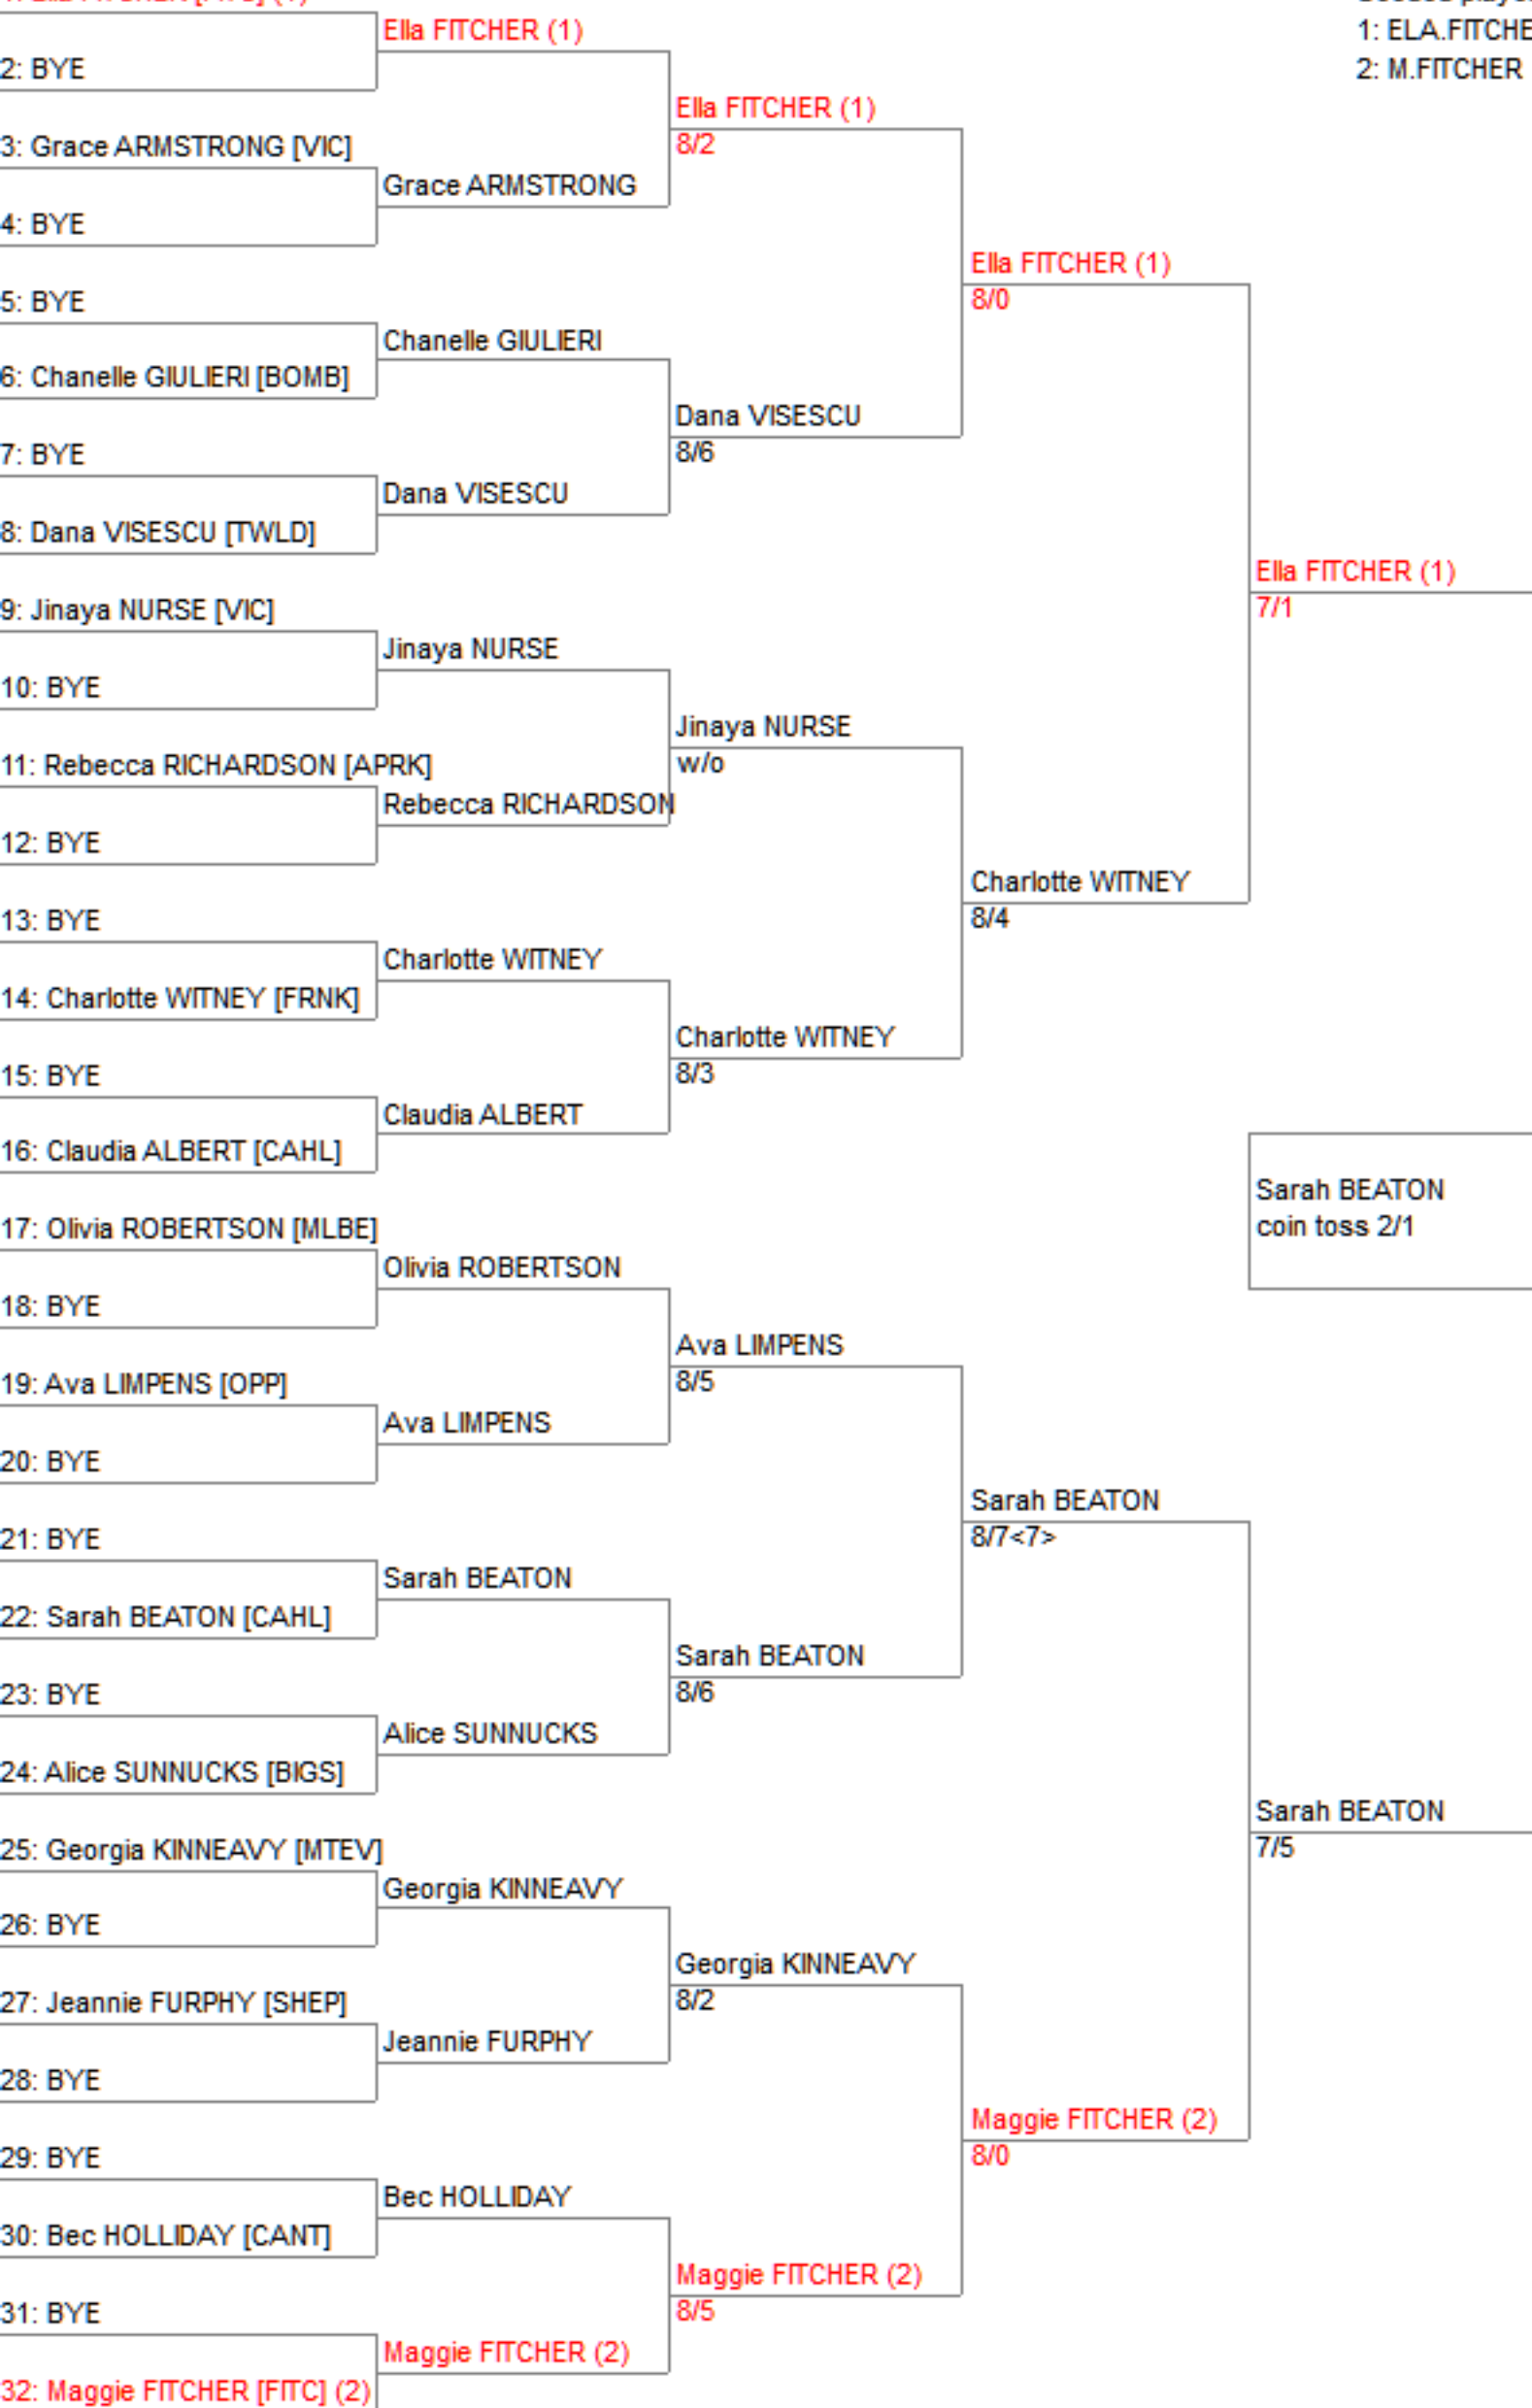 1: ELA.FITCHE
2: M.FITCHER
Ella FITCHER (1)
2: BYE
Ella FITCHER (1)
8/2
3: Grace ARMSTRONG [VIC]
Grace ARMSTRONG
4: BYE
Ella FITCHER (1)
8/0
5: BYE
Chanelle GIULIERI
6: Chanelle GIULIERI [BOMB]
Dana VISESCU
8/6
7: BYE
Dana VISESCU
8: Dana VISESCU [TWLD]
Ella FITCHER (1)
7/1
9: Jinaya NURSE [VIC]
Jinaya NURSE
10: BYE
Jinaya NURSE
w/o
11: Rebecca RICHARDSON [APRK]
Rebecca RICHARDSON
12: BYE
Charlotte WITNEY
8/4
13: BYE
Charlotte WITNEY
14: Charlotte WITNEY [FRNK]
Charlotte WITNEY
8/3
15: BYE
Claudia ALBERT
16: Claudia ALBERT [CAHL]
Sarah BEATON
coin toss 2/1
17: Olivia ROBERTSON [MLBE]
Olivia ROBERTSON
18: BYE
Ava LIMPENS
8/5
19: Ava LIMPENS [OPP]
Ava LIMPENS
20: BYE
Sarah BEATON
8/7<7>
21: BYE
Sarah BEATON
22: Sarah BEATON [CAHL]
Sarah BEATON
8/6
23: BYE
Alice SUNNUCKS
24: Alice SUNNUCKS [BIGS]
Sarah BEATON
7/5
25: Georgia KINNEAVY [MTEV]
Georgia KINNEAVY
26: BYE
Georgia KINNEAVY
8/2
27: Jeannie FURPHY [SHEP]
Jeannie FURPHY
28: BYE
Maggie FITCHER (2)
8/0
29: BYE
Bec HOLLIDAY
30: Bec HOLLIDAY [CANT]
Maggie FITCHER (2)
8/5
31: BYE
Maggie FITCHER (2)
32: Maggie FITCHER [FITC] (2)